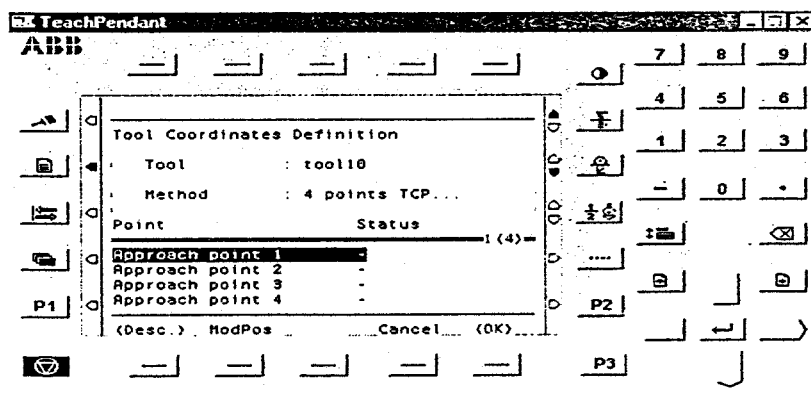 TeachPendant
ABB
7 8 9
4 5 6
1 2 3
0
Tool Coordinates Definition
Tool : tool10
Method : 4 points TCP...
Point Status
1(4)
Approach point 1 -
Approach point 2 -
Approach point 3 -
Approach point 4 -
(Desc.) ModPos Cancel (OK)
P1
P2
P3